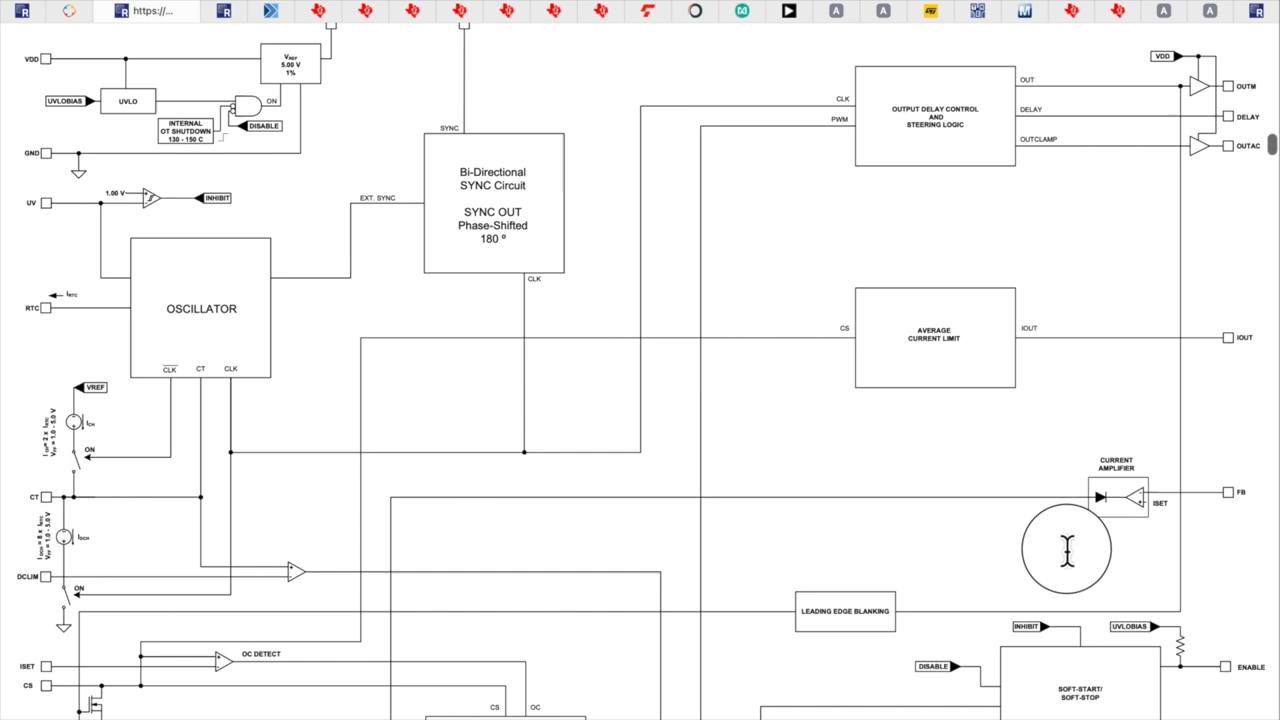 https://...
VDD
VREF
5.00 V
1%
UVLOBIAS
UVLO
ON
INTERNAL
OT SHUTDOWN
130 - 150 C
DISABLE
GND
UV
1.00 V
INHIBIT
OSCILLATOR
RTC
IRTC
CLK
CT
CLK
VREF
ICH
ON
CT
IDCH
DCLIM
ON
EXT. SYNC
SYNC
Bi-Directional
SYNC Circuit
SYNC OUT
Phase-Shifted
180 º
CLK
CLK
PWM
OUTPUT DELAY CONTROL
AND
STEERING LOGIC
OUT
DELAY
OUTCLAMP
VDD
OUTM
DELAY
OUTAC
CS
AVERAGE
CURRENT LIMIT
IOUT
IOUT
CURRENT
AMPLIFIER
ISET
FB
LEADING EDGE BLANKING
ISET
CS
OC DETECT
CS
OC
INHIBIT
UVLOBIAS
DISABLE
SOFT-START/
SOFT-STOP
ENABLE